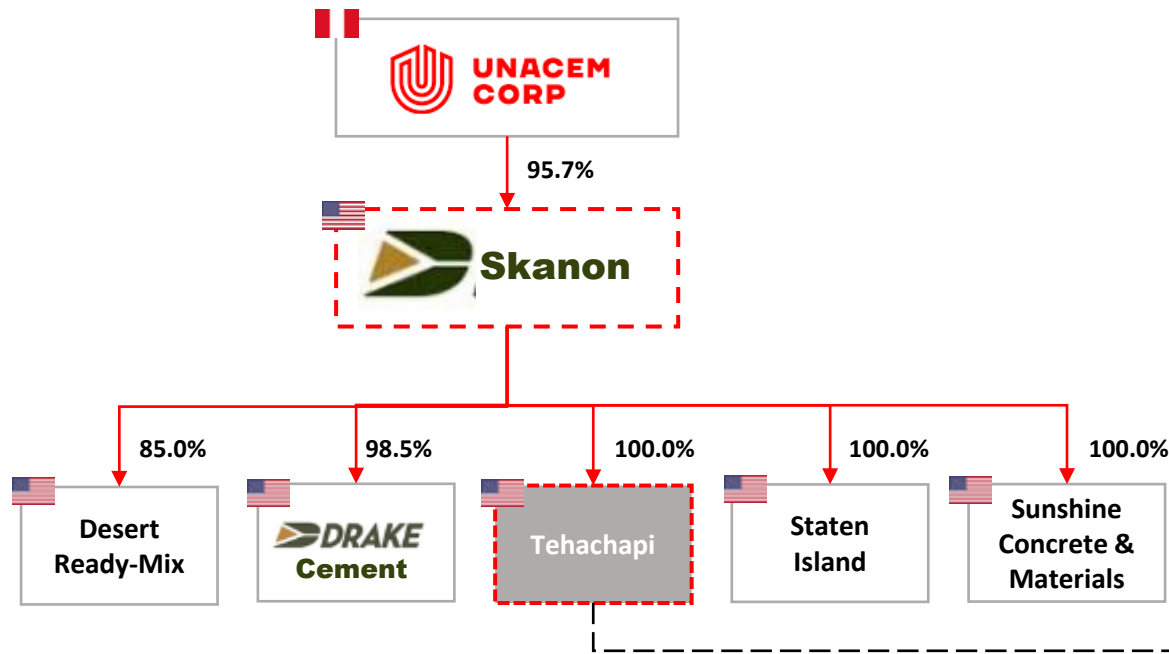 UNACEM
CORP
95.7%
Skanon
85.0%
98.5%
100.0%
100.0%
100.0%
Desert
Ready-Mix
DRAKE
Cement
Tehachapi
Staten
Island
Sunshine
Concrete &
Materials